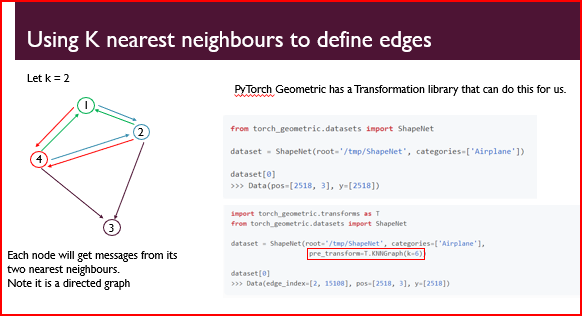 Using K nearest neighbours to define edges
Let k = 2
1
2
4
3
Each node will get messages from its
two nearest neighbours.
Note it is a directed graph
PyTorch Geometric has a Transformation library that can do this for us.
from torch_geometric.datasets import ShapeNet
dataset = ShapeNet(root='/tmp/ShapeNet', categories=['Airplane'])
dataset[0]
>>> Data(pos=[2518, 3], y=[2518])
import torch_geometric.transforms as T
from torch_geometric.datasets import ShapeNet
dataset = ShapeNet(root='/tmp/ShapeNet', categories=['Airplane'],
pre_transform=T.KNNGraph(k=6))
dataset[0]
>>> Data(edge_index=[2, 15108], pos=[2518, 3], y=[2518])